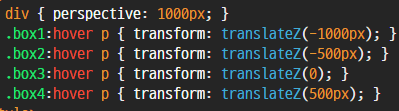 div { perspective: 1000px; }
.box1:hover p { transform: translateZ(-1000px); }
.box2:hover p { transform: translateZ(-500px); }
.box3:hover p { transform: translateZ(0); }
.box4:hover p { transform: translateZ(500px); }